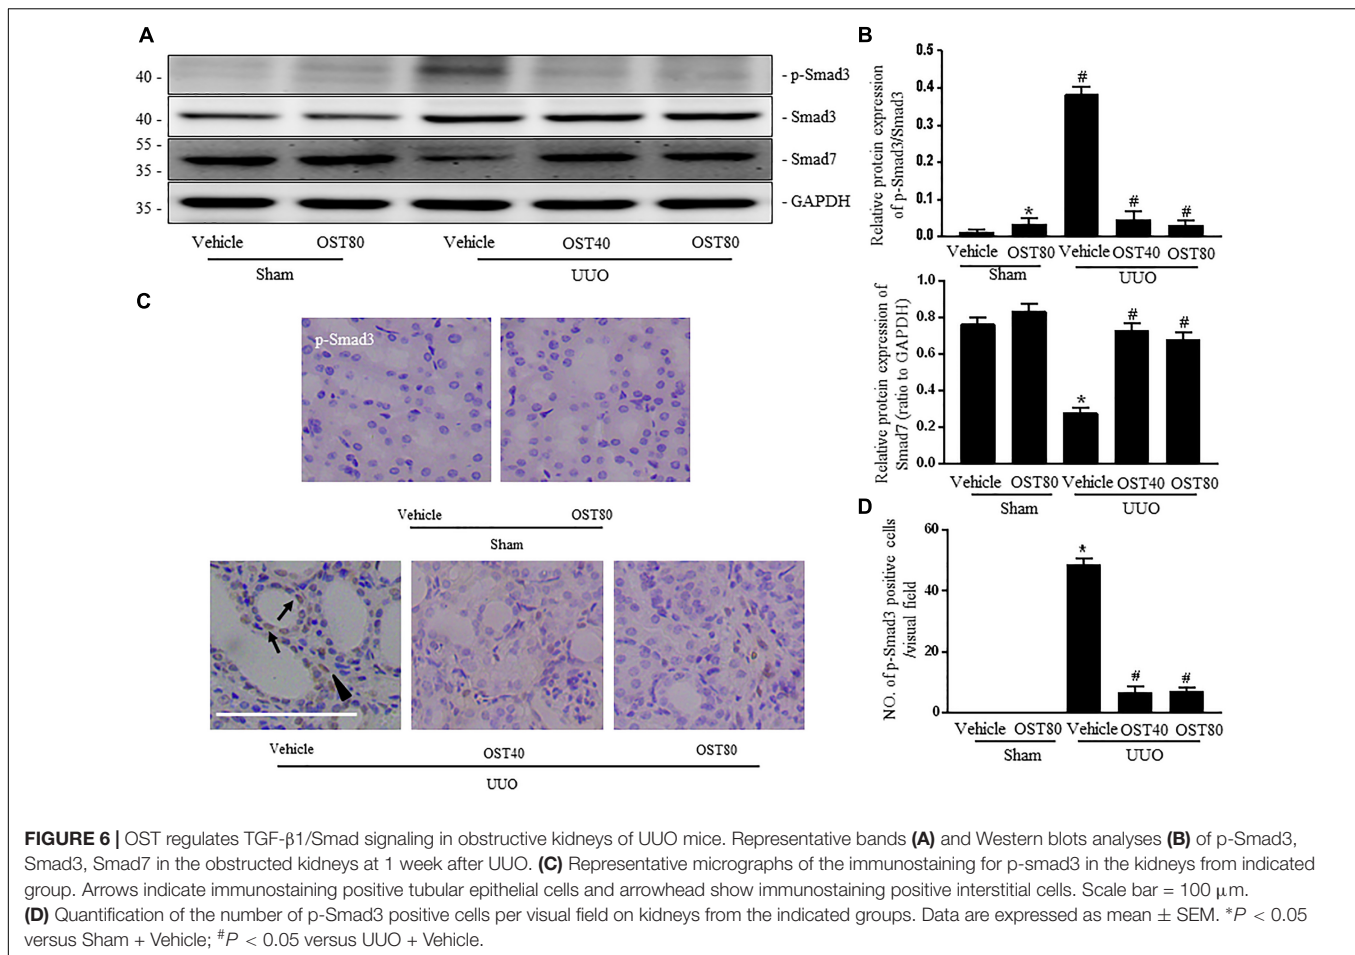 A
40 -
- p-Smad3
40 -
- Smad3
55 -
35 -
- Smad7
35 -
- GAPDH
Vehicle OST80 Vehicle OST40 OST80
Sham UUO
B
Relative protein expression
of p-Smad3/Smad3
0.5
0.4
0.3
0.2
0.1
0.0
* # # #
Vehicle OST80 Vehicle OST40 OST80
Sham UUO
Relative protein expression of
Smad7 (ratio to GAPDH)
1.0
0.8
0.6
0.4
0.2
0.0
* # #
Vehicle OST80 Vehicle OST40 OST80
Sham UUO
C
p-Smad3
Vehicle OST80
Sham
Vehicle OST40 OST80
UUO
D
NO. of p-Smad3 positive cells
/visual field
60
40
20
0
* # #
Vehicle OST80 Vehicle OST40 OST80
Sham UUO
FIGURE 6 | OST regulates TGF-β1/Smad signaling in obstructive kidneys of UUO mice. Representative bands (A) and Western blots analyses (B) of p-Smad3,
Smad3, Smad7 in the obstructed kidneys at 1 week after UUO. (C) Representative micrographs of the immunostaining for p-smad3 in the kidneys from indicated
group. Arrows indicate immunostaining positive tubular epithelial cells and arrowhead show immunostaining positive interstitial cells. Scale bar = 100 μm.
(D) Quantification of the number of p-Smad3 positive cells per visual field on kidneys from the indicated groups. Data are expressed as mean ± SEM. *P < 0.05
versus Sham + Vehicle; #P < 0.05 versus UUO + Vehicle.